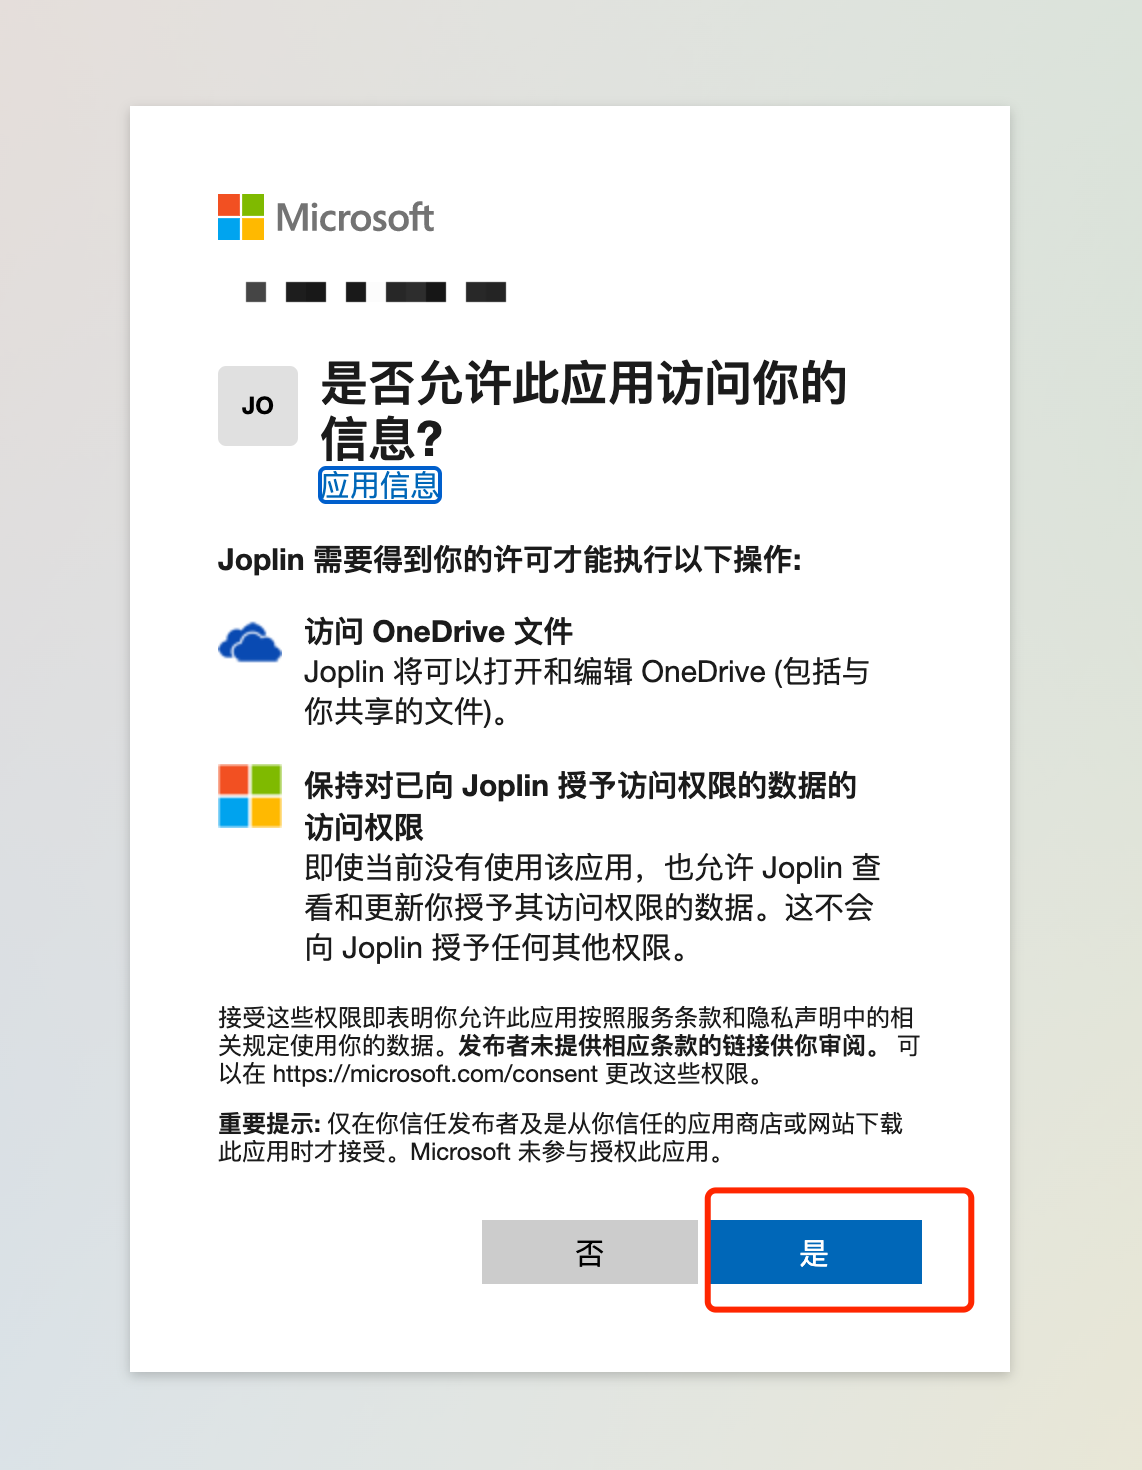 Microsoft
JO
是否允许此应用访问你的
信息?
应用信息
Joplin 需要得到你的许可才能执行以下操作:
访问 OneDrive 文件
Joplin 将可以打开和编辑 OneDrive (包括与
你共享的文件)。
保持对已向 Joplin 授予访问权限的数据的
访问权限
即使当前没有使用该应用，也允许 Joplin 查
看和更新你授予其访问权限的数据。这不会
向 Joplin 授予任何其他权限。
接受这些权限即表明你允许此应用按照服务条款和隐私声明中的相
关规定使用你的数据。发布者未提供相应条款的链接供你审阅。 可
以在 https://microsoft.com/consent 更改这些权限。
重要提示: 仅在你信任发布者及是从你信任的应用商店或网站下载
此应用时才接受。Microsoft 未参与授权此应用。
否
是